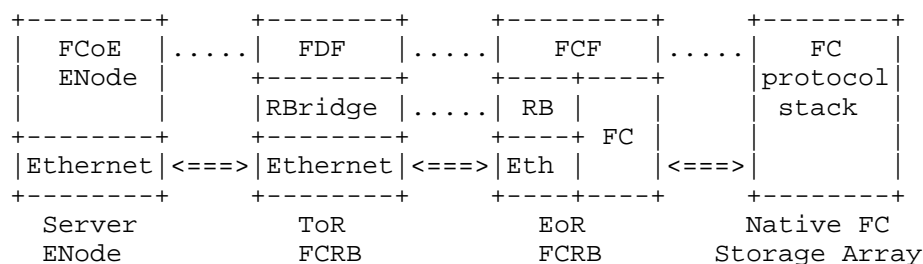 +--------+      +--------+      +---------+      +--------+
|  FCoE  |.....|  FDF   |.....|   FCF   |.....|   FC   |
|  ENode |      +--------+      +----+----+      |protocol|
|        |      |RBridge |.....| RB |    |      | stack  |
+--------+      +--------+      +----+ FC |      |        |
|Ethernet|<===>|Ethernet|<===>|Eth |    |<===>|        |
+--------+      +--------+      +----+----+      +--------+
Server ToR EoR Native FC
ENode FCRB FCRB Storage Array